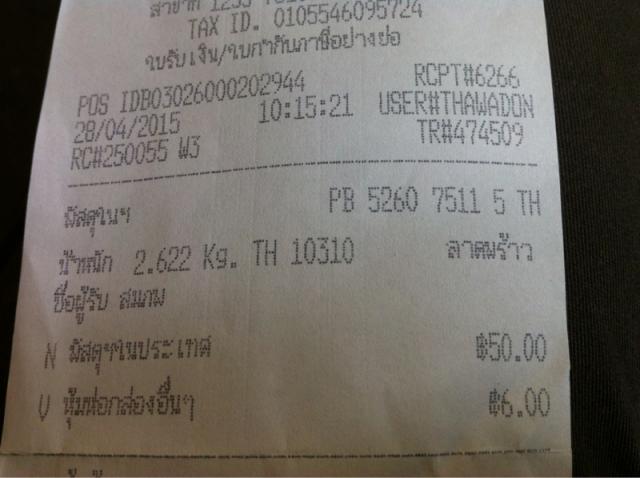 TAX ID. 0105546095724
ใบรับเงิน/ใบกำกับภาษีอย่างย่อ
POS IDB03026000202944 RCPT#6266
28/04/2015 10:15:21 USER#THAWADON
RC#250055 W3 TR#474509
พัสดุในฯ PB 5260 7511 5 TH
น้ำหนัก 2.622 Kg. TH 10310 ลาดพร้าว
ชื่อผู้รับ สมภพ
N พัสดุฯในประเทศ ฿50.00
V หุ้มห่อกล่องอื่นๆ ฿6.00